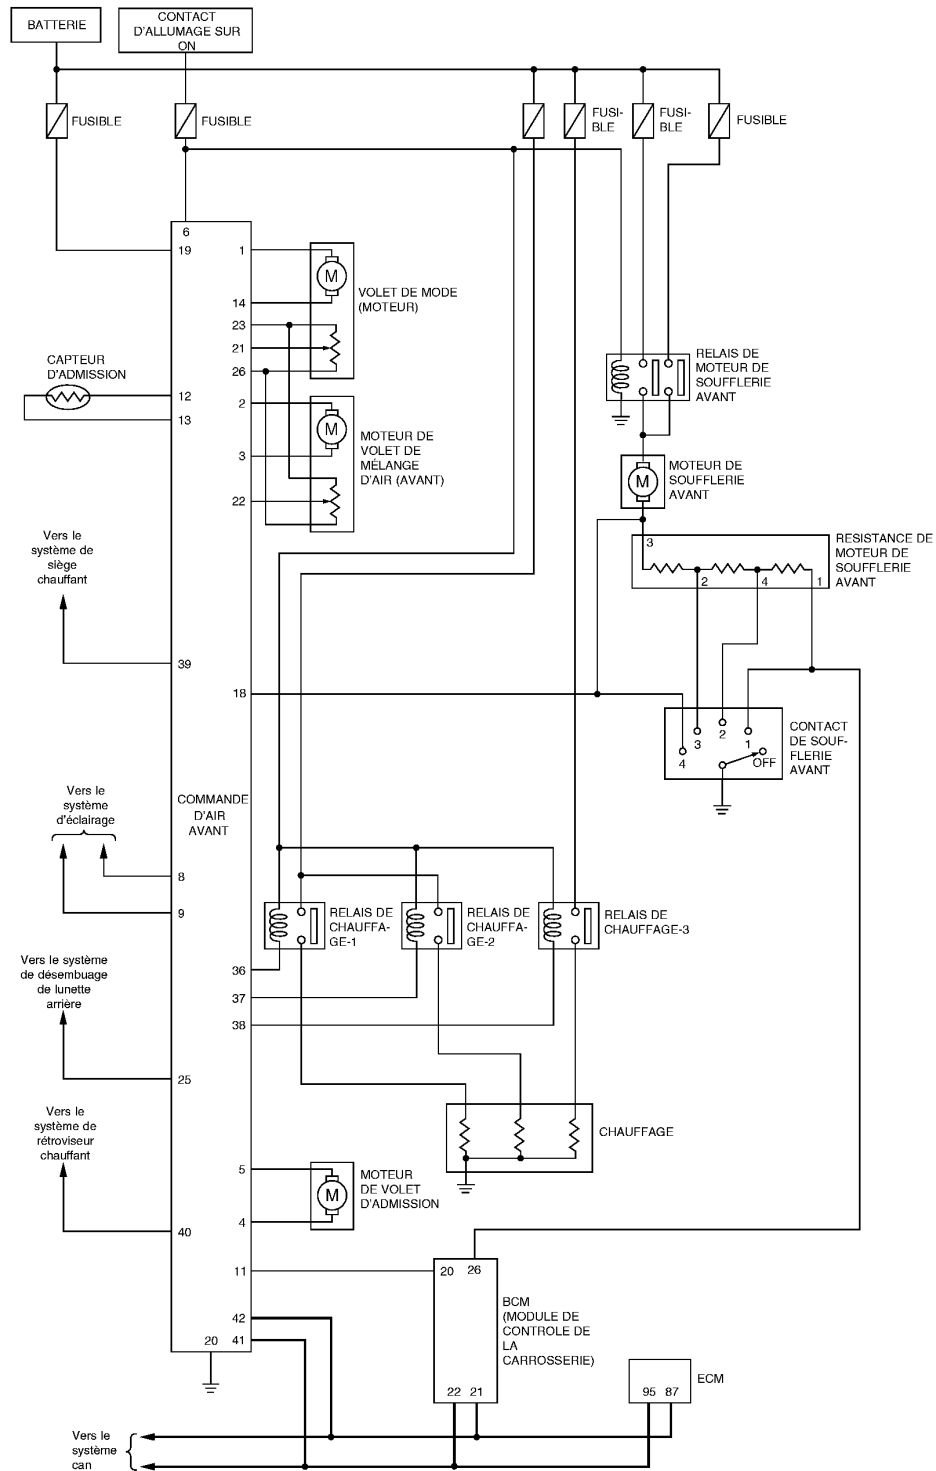 BATTERIE
CONTACT
D'ALLUMAGE SUR
ON
FUSIBLE
FUSIBLE
FUSI-
BLE
FUSI-
BLE
FUSIBLE
6
19
1
14
23
21
26
VOLET DE MODE
(MOTEUR)
CAPTEUR
D'ADMISSION
12
13
2
3
22
M
M
MOTEUR DE
VOLET DE
MÉLANGE
D'AIR (AVANT)
RELAIS DE
MOTEUR DE
SOUFFLERIE
AVANT
M
MOTEUR DE
SOUFFLERIE
AVANT
3
2
4
1
RESISTANCE DE
MOTEUR DE
SOUFFLERIE
AVANT
Vers le
système de
siège
chauffant
39
18
4
3
2
1
OFF
CONTACT
DE SOUF-
FLERIE
AVANT
COMMANDE
D'AIR
AVANT
Vers le
système
d'éclairage
8
9
RELAIS DE
CHAUFFA-
GE-1
RELAIS DE
CHAUFFA-
GE-2
RELAIS DE
CHAUFFAGE-3
36
37
38
Vers le système
de désembuage
de lunette
arrière
25
CHAUFFAGE
Vers le
système de
rétroviseur
chauffant
40
5
4
M
MOTEUR
DE VOLET
D'ADMISSION
11
42
41
20
20
26
22 21
BCM
(MODULE DE
CONTROLE DE
LA
CARROSSERIE)
95 87
ECM
Vers le
système
can